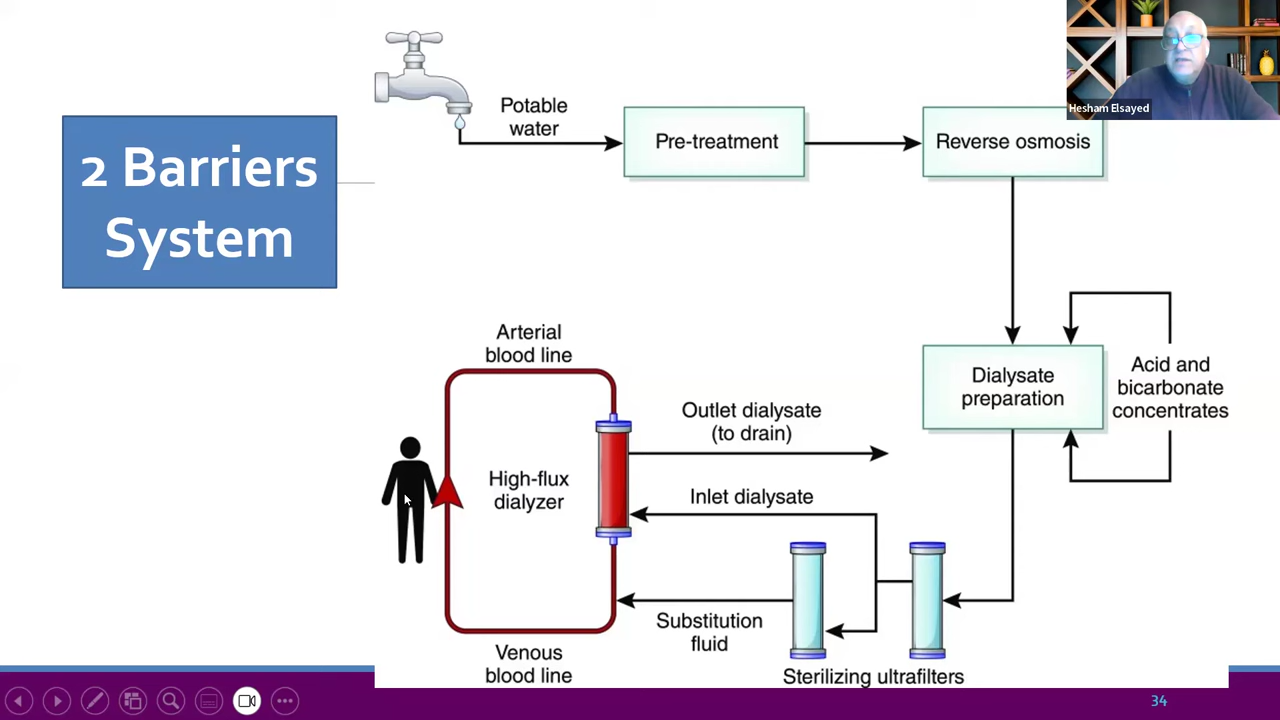 2 Barriers
System
Potable
water
Pre-treatment
Reverse osmosis
Hesham Elsayed
Dialysate
preparation
Acid and
bicarbonate
concentrates
Arterial
blood line
High-flux
dialyzer
Outlet dialysate
(to drain)
Inlet dialysate
Substitution
fluid
Venous
blood line
Sterilizing ultrafilters
34